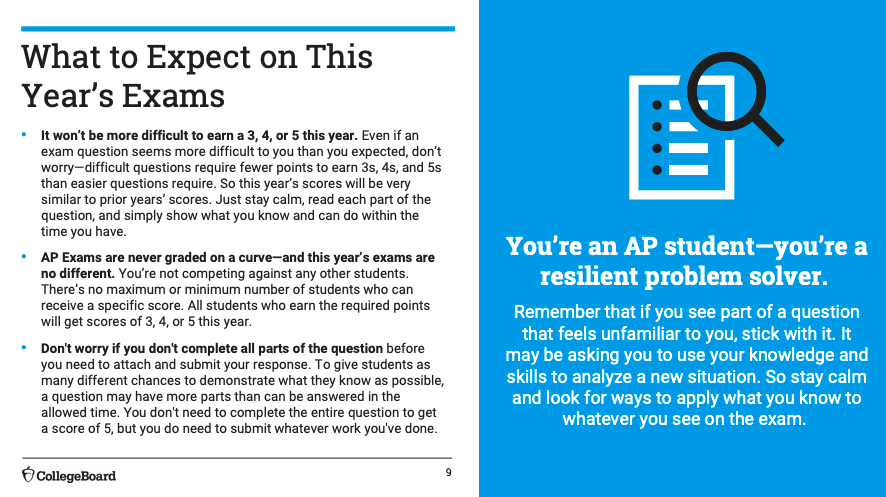 What to Expect on This
Year's Exams
• It won't be more difficult to earn a 3, 4, or 5 this year. Even if an
exam question seems more difficult to you than you expected, don't
worry—difficult questions require fewer points to earn 3s, 4s, and 5s
than easier questions require. So this year's scores will be very
similar to prior years' scores. Just stay calm, read each part of the
question, and simply show what you know and can do within the
time you have.
• AP Exams are never graded on a curve—and this year's exams are
no different. You're not competing against any other students.
There's no maximum or minimum number of students who can
receive a specific score. All students who earn the required points
will get scores of 3, 4, or 5 this year.
• Don't worry if you don't complete all parts of the question before
you need to attach and submit your response. To give students as
many different chances to demonstrate what they know as possible,
a question may have more parts than can be answered in the
allowed time. You don't need to complete the entire question to get
a score of 5, but you do need to submit whatever work you've done.
CollegeBoard
9
You're an AP student—you're a
resilient problem solver.
Remember that if you see part of a question
that feels unfamiliar to you, stick with it. It
may be asking you to use your knowledge and
skills to analyze a new situation. So stay calm
and look for ways to apply what you know to
whatever you see on the exam.